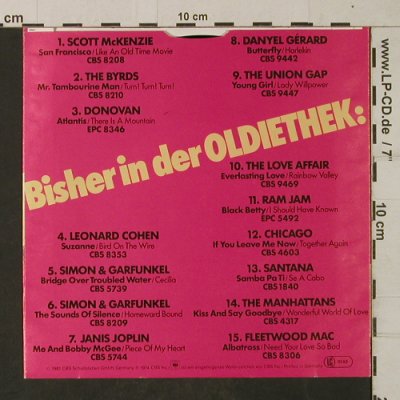 cm
10 cm
www.LP-CD.de / 7"
10 cm
1. SCOTT McKENZIE
San Francisco/Like An Old Time Movie
CBS 8208
2. THE BYRDS
Mr. Tambourine Man/Turn! Turn! Turn!
CBS 8210
3. DONOVAN
Atlantis/There Is A Mountain
EPC 8346
8. DANYEL GÉRARD
Butterfly/Harlekin
CBS 9442
9. THE UNION GAP
Young Girl/Lady Willpower
CBS 9447
Bisher in der OLDIETHEK:
4. LEONARD COHEN
Suzanne/Bird On The Wire
CBS 8353
5. SIMON & GARFUNKEL
Bridge Over Troubled Water/Cecilia
CBS 5739
6. SIMON & GARFUNKEL
The Sounds Of Silence/Homeward Bound
CBS 8209
7. JANIS JOPLIN
Me And Bobby McGee/Piece Of My Heart
CBS 5744
10. THE LOVE AFFAIR
Everlasting Love/Rainbow Valley
CBS 9469
11. RAM JAM
Black Betty/I Should Have Known
EPC 5492
12. CHICAGO
If You Leave Me Now/Together Again
CBS 4603
13. SANTANA
Samba Pa Ti/Se A Cabo
CBS 1840
14. THE MANHATTANS
Kiss And Say Goodbye/Wonderful World Of Love
CBS 4317
15. FLEETWOOD MAC
Albatross/Need Your Love So Bad
CBS 8306